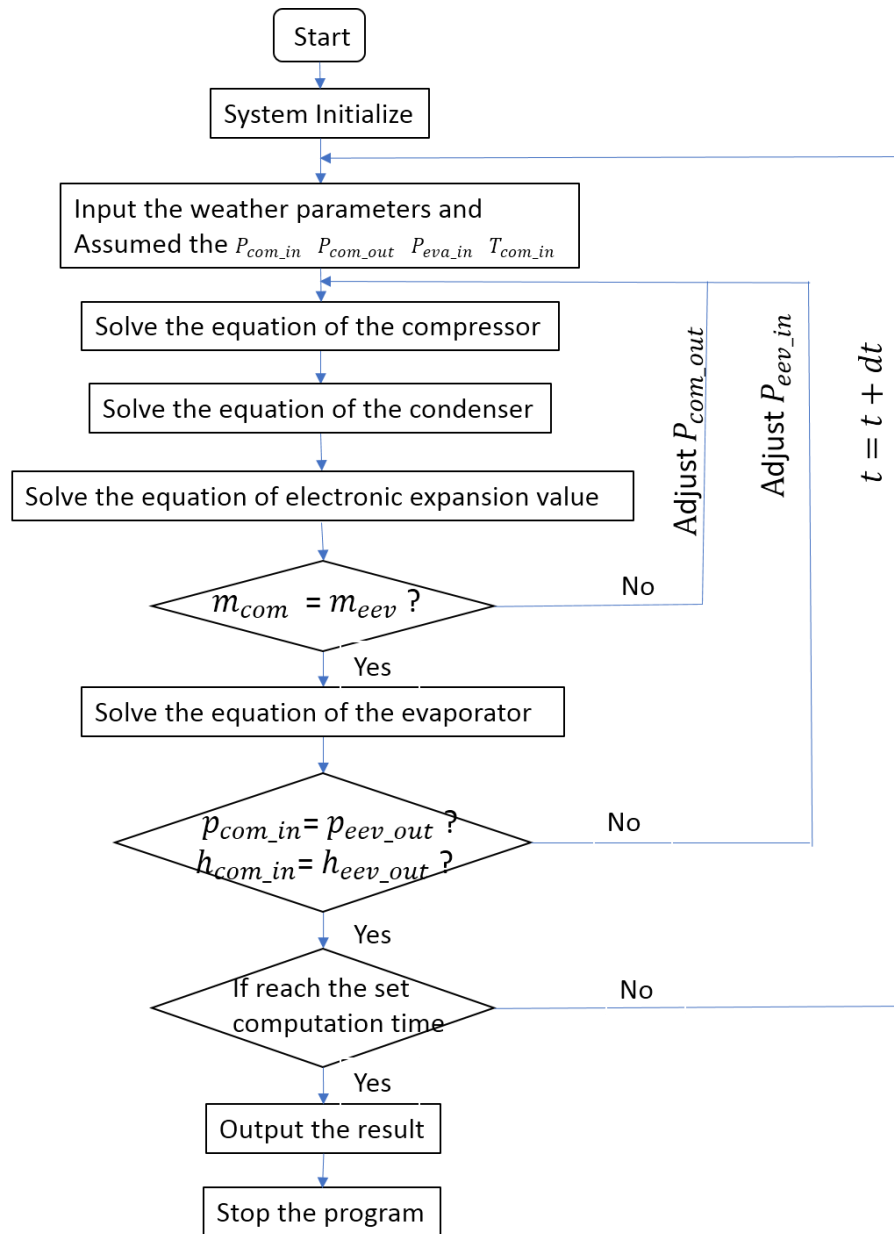 Start
System Initialize
Input the weather parameters and
Assumed the P_com_in P_com_out P_eva_in T_com_in
Solve the equation of the compressor
Solve the equation of the condenser
Solve the equation of electronic expansion value
m_com = m_eev ?
No
Adjust P_com_out
Adjust P_eev_in
t = t + dt
Yes
Solve the equation of the evaporator
p_com_in= p_eev_out ?
h_com_in= h_eev_out ?
No
Yes
If reach the set
computation time
No
Yes
Output the result
Stop the program